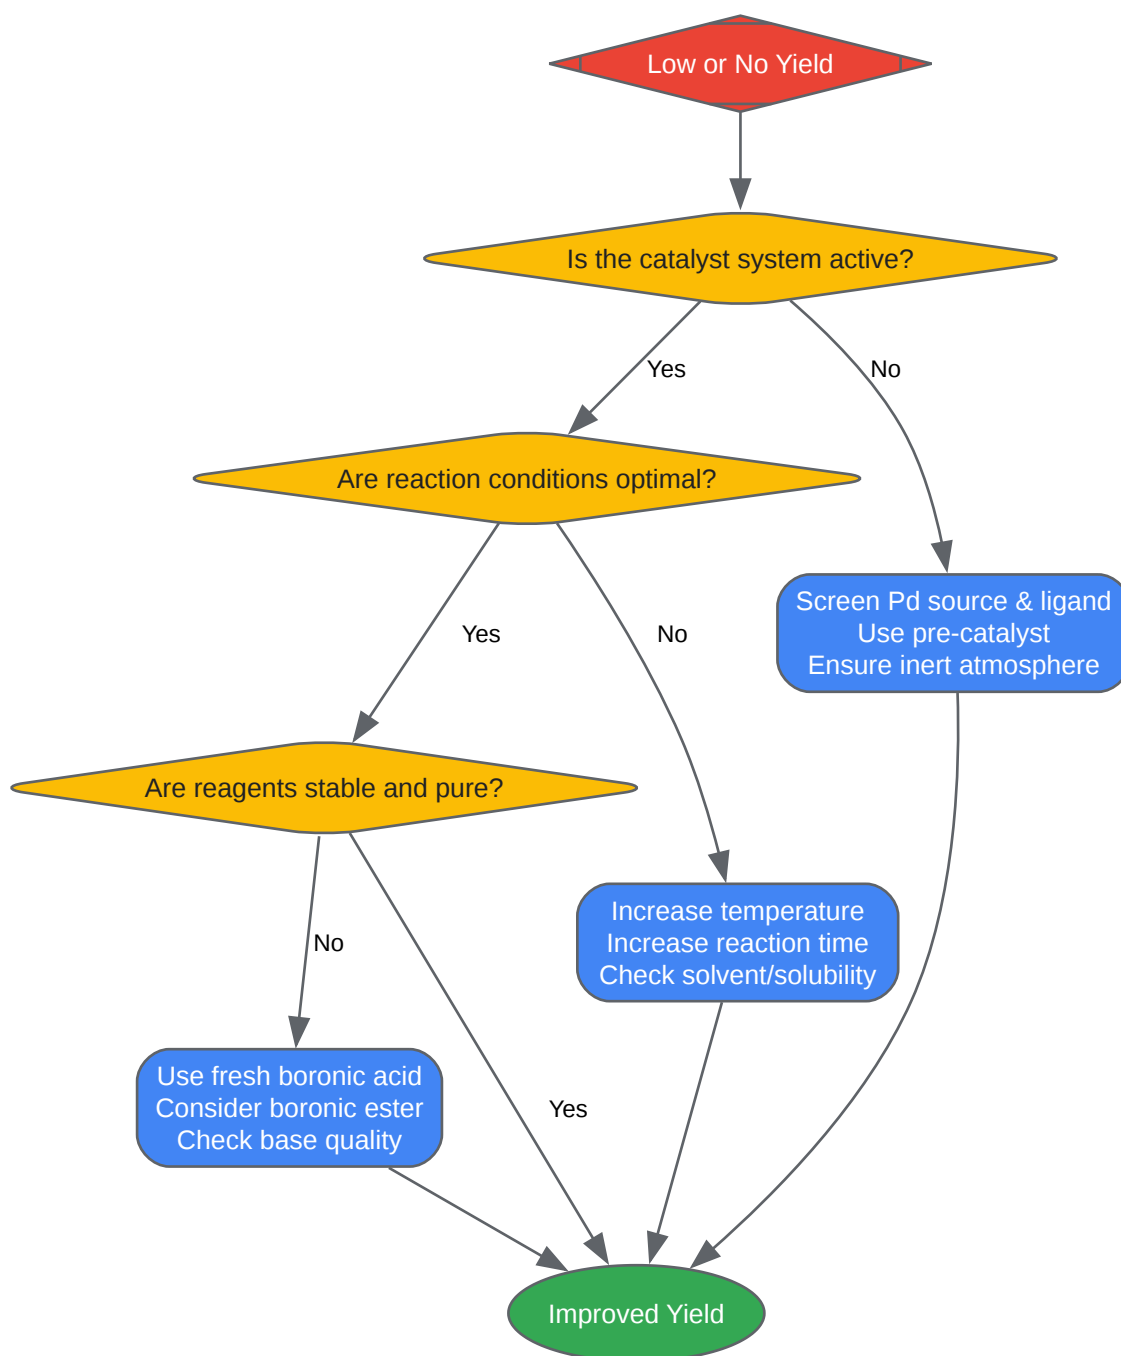 Low or No Yield
Is the catalyst system active?
Yes
No
Are reaction conditions optimal?
Screen Pd source & ligand
Use pre-catalyst
Ensure inert atmosphere
Yes
No
Are reagents stable and pure?
Increase temperature
Increase reaction time
Check solvent/solubility
No
Use fresh boronic acid
Consider boronic ester
Check base quality
Yes
Improved Yield